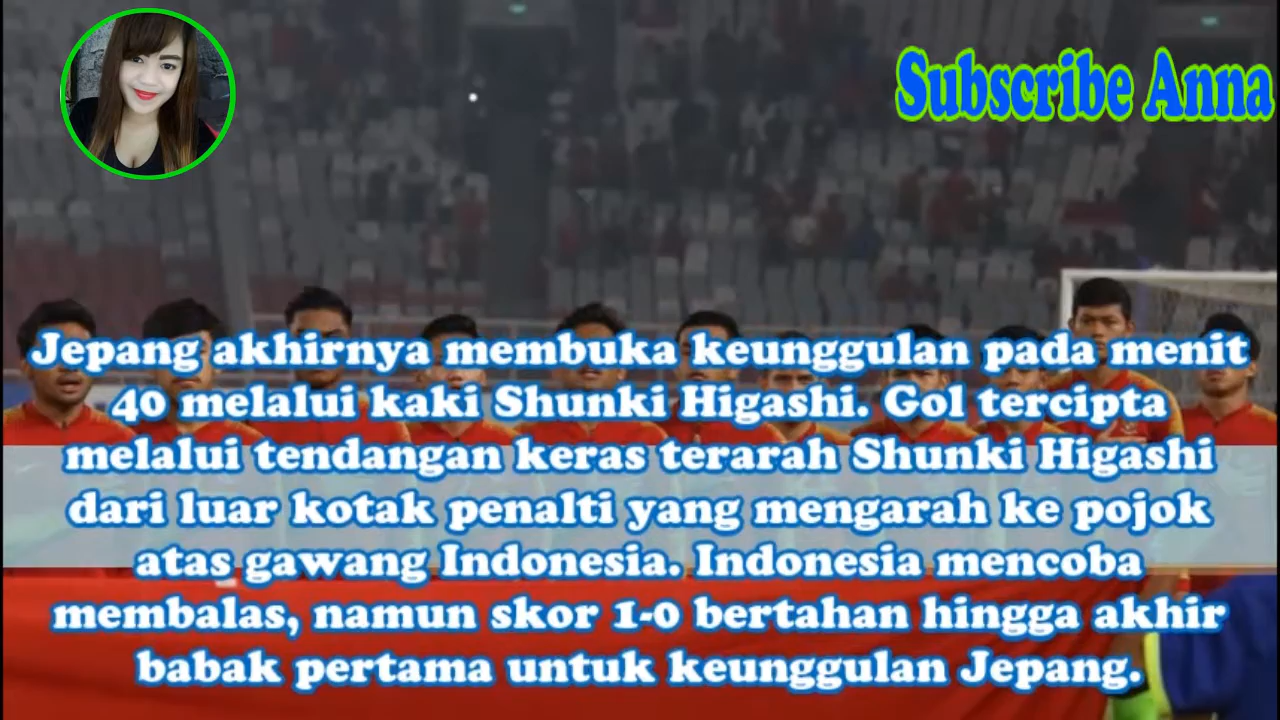 Subscribe Anna
Jepang akhirnya membuka keunggulan pada menit
40 melalui kaki Shunki Higashi. Gol tercipta
melalui tendangan keras terarah Shunki Higashi
dari luar kotak penalti yang mengarah ke pojok
atas gawang Indonesia. Indonesia mencoba
membalas, namun skor 1-0 bertahan hingga akhir
babak pertama untuk keunggulan Jepang.